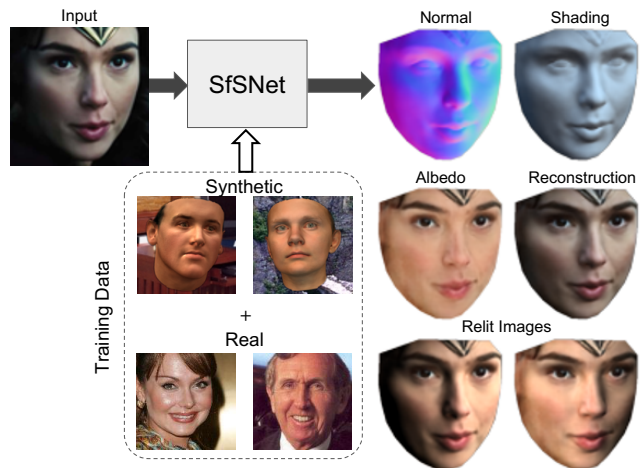 Input
Normal
Shading
SfSNet
Synthetic
Albedo
Reconstruction
Training Data
+
Real
Relit Images